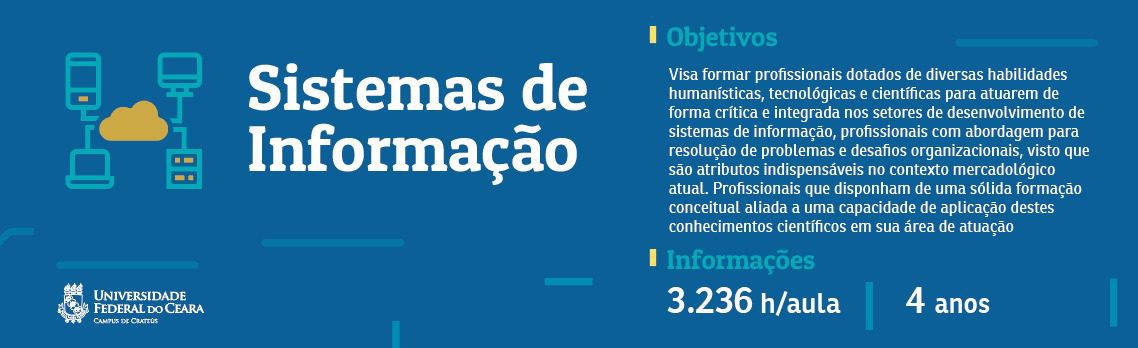 Sistemas de
Informação
UNIVERSIDADE
FEDERAL DO CEARA
CAMPUS DE CRATEÚS
Objetivos
Visa formar profissionais dotados de diversas habilidades
humanísticas, tecnológicas e científicas para atuarem de
forma crítica e integrada nos setores de desenvolvimento de
sistemas de informação, profissionais com abordagem para
resolução de problemas e desafios organizacionais, visto que
são atributos indispensáveis no contexto mercadológico
atual. Profissionais que disponham de uma sólida formação
conceitual aliada a uma capacidade de aplicação destes
conhecimentos científicos em sua área de atuação
Informações
3.236 h/aula
4 anos